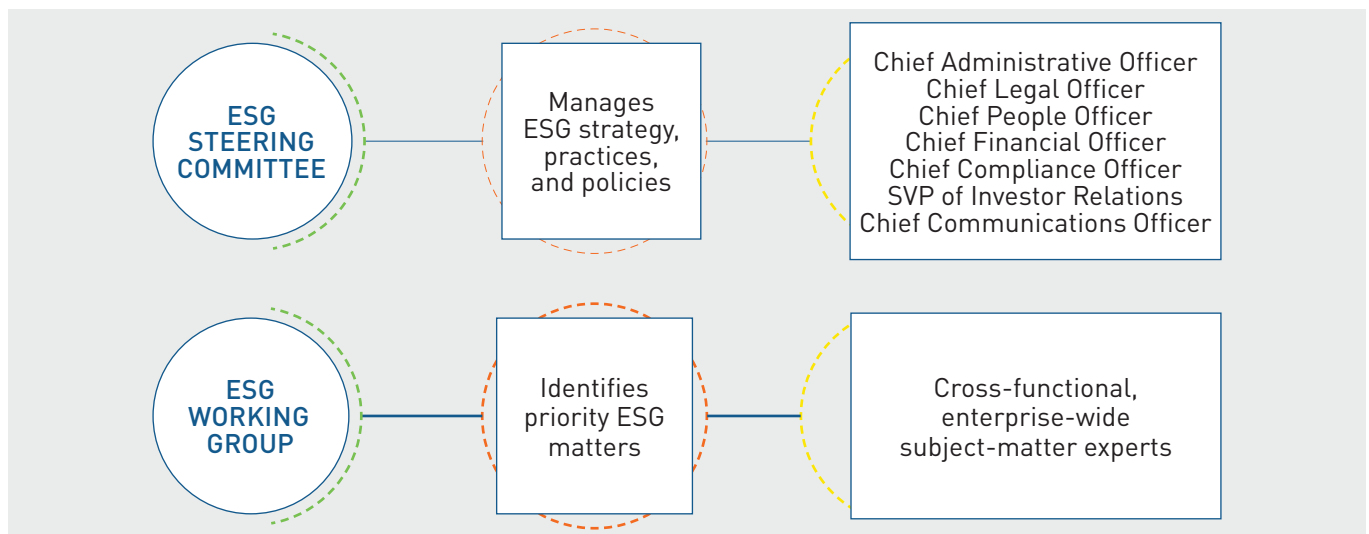 ESG
STEERING
COMMITTEE
Manages
ESG strategy,
practices,
and policies
Chief Administrative Officer
Chief Legal Officer
Chief People Officer
Chief Financial Officer
Chief Compliance Officer
SVP of Investor Relations
Chief Communications Officer
ESG
WORKING
GROUP
Identifies
priority ESG
matters
Cross-functional,
enterprise-wide
subject-matter experts